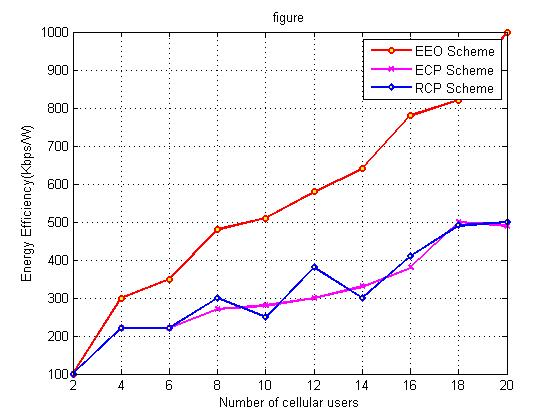 figure
1000
900
800
700
600
500
400
300
200
100
Energy Efficiency(Kbps/W)
EEO Scheme
ECP Scheme
RCP Scheme
2 4 6 8 10 12 14 16 18 20
Number of cellular users